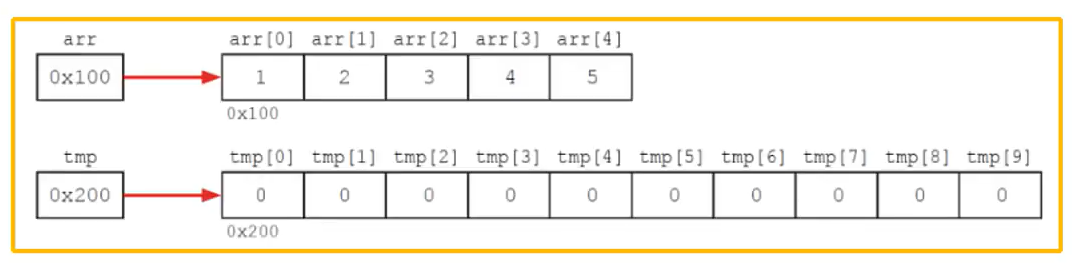 arr arr[0] arr[1] arr[2] arr[3] arr[4]
0x100 1 2 3 4 5
0x100
tmp tmp[0] tmp[1] tmp[2] tmp[3] tmp[4] tmp[5] tmp[6] tmp[7] tmp[8] tmp[9]
0x200 0 0 0 0 0 0 0 0 0 0
0x200